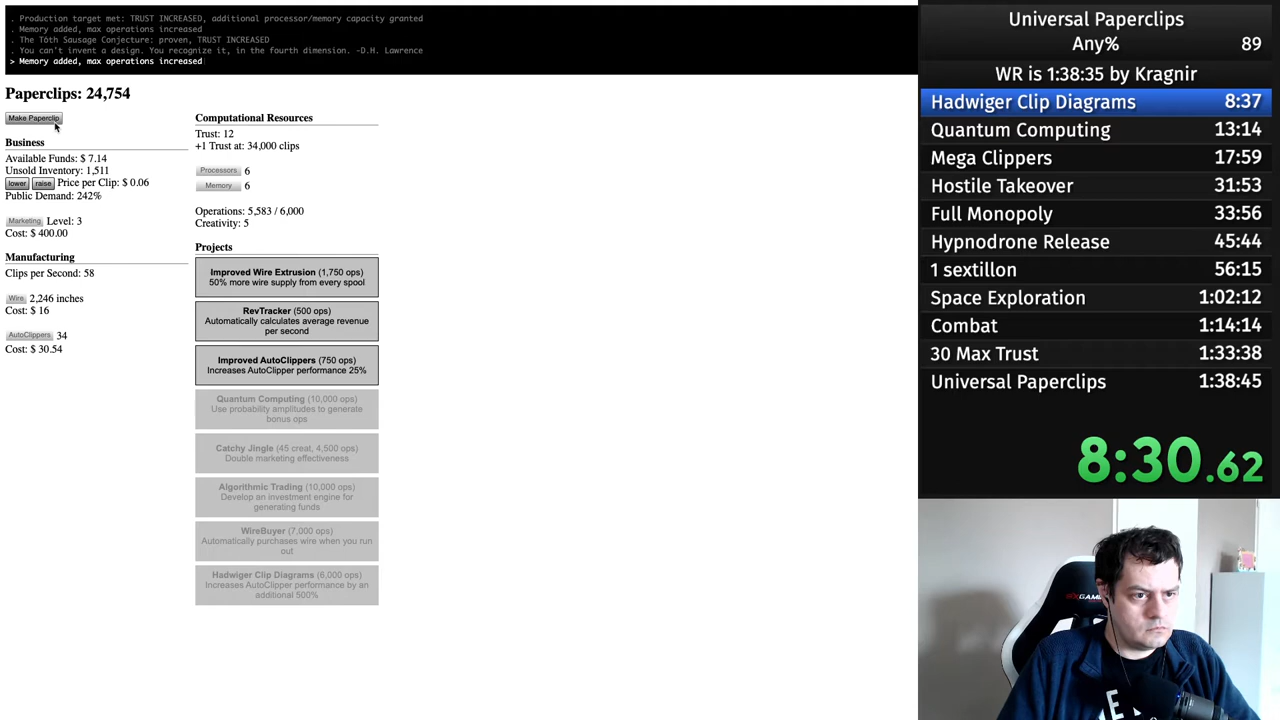 . Production target met: TRUST INCREASED, additional processor/memory capacity granted
. Memory added, max operations increased
. The Tóth Sausage Conjecture: proven, TRUST INCREASED
. You can't invent a design. You recognize it, in the fourth dimension. -D.H. Lawrence
> Memory added, max operations increased
Paperclips: 24,754
Make Paperclip
Business
Available Funds: $ 7.14
Unsold Inventory: 1,511
lower raise Price per Clip: $ 0.06
Public Demand: 242%
Marketing Level: 3
Cost: $ 400.00
Manufacturing
Clips per Second: 58
Wire 2,246 inches
Cost: $ 16
AutoClippers 34
Cost: $ 30.54
Computational Resources
Trust: 12
+1 Trust at: 34,000 clips
Processors 6
Memory 6
Operations: 5,583 / 6,000
Creativity: 5
Projects
Improved Wire Extrusion (1,750 ops)
50% more wire supply from every spool
RevTracker (500 ops)
Automatically calculates average revenue
per second
Improved AutoClippers (750 ops)
Increases AutoClipper performance 25%
Quantum Computing (10,000 ops)
Use probability amplitudes to generate
bonus ops
Catchy Jingle (45 creat, 4,500 ops)
Double marketing effectiveness
Algorithmic Trading (10,000 ops)
Develop an investment engine for
generating funds
WireBuyer (7,000 ops)
Automatically purchases wire when you run
out
Hadwiger Clip Diagrams (6,000 ops)
Increases AutoClipper performance by an
additional 500%
Universal Paperclips
Any% 89
WR is 1:38:35 by Kragnir
Hadwiger Clip Diagrams 8:37
Quantum Computing 13:14
Mega Clippers 17:59
Hostile Takeover 31:53
Full Monopoly 33:56
Hypnodrone Release 45:44
1 sextillon 56:15
Space Exploration 1:02:12
Combat 1:14:14
30 Max Trust 1:33:38
Universal Paperclips 1:38:45
8:30.62